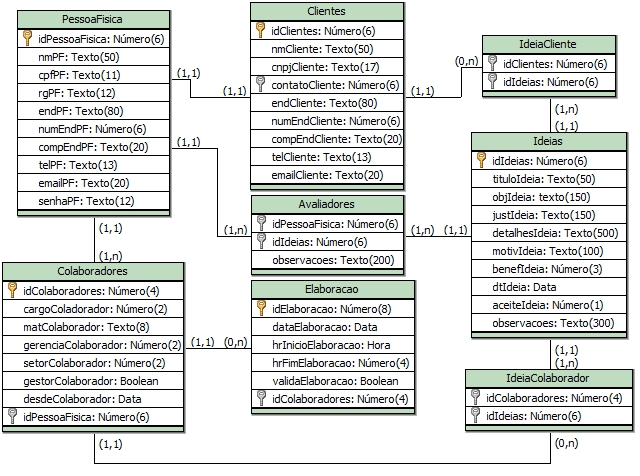 PessoaFisica
idPessoaFisica: Número(6)
nmPF: Texto(50)
cpfPF: Texto(11)
rgPF: Texto(12)
endPF: Texto(80)
numEndPF: Número(6)
compEndPF: Texto(20)
telPF: Texto(13)
emailPF: Texto(20)
senhaPF: Texto(12)
(1,1)
(1,1)
(1,1)
(1,1)
(1,n)
(1,n)
Clientes
idClientes: Número(6)
nmCliente: Texto(50)
cnpjCliente: Texto(17)
contatoCliente: Número(6)
endCliente: Texto(80)
numEndCliente: Número(6)
compEndCliente: Texto(20)
telCliente: Texto(13)
emailCliente: Texto(20)
(1,1)
(0,n)
IdeiaCliente
idClientes: Número(6)
idIdeias: Número(6)
(1,n)
(1,1)
Ideias
idIdeias: Número(6)
tituloIdeia: Texto(50)
objIdeia: texto(150)
justIdeia: Texto(150)
detalhesIdeia: Texto(500)
motivIdeia: Texto(100)
benefIdeia: Número(3)
dtIdeia: Data
aceiteIdeia: Número(1)
observacoes: Texto(300)
Avaliadores
idPessoaFisica: Número(6)
idIdeias: Número(6)
observacoes: Texto(200)
(1,n)
(1,1)
Colaboradores
idColaboradores: Número(4)
cargoColadorador: Número(2)
matColaborador: Texto(8)
gerenciaColaborador: Número(2)
setorColaborador: Número(2)
gestorColaborador: Boolean
desdeColaborador: Data
idPessoaFisica: Número(6)
(1,1)
(0,n)
Elaboracao
idElaboracao: Número(8)
dataElaboracao: Data
hrInicioElaboracao: Hora
hrFimElaboracao: Número(4)
validaElaboracao: Boolean
idColaboradores: Número(4)
(1,1)
(1,n)
IdeiaColaborador
idColaboradores: Número(4)
idIdeias: Número(6)
(1,1)
(0,n)